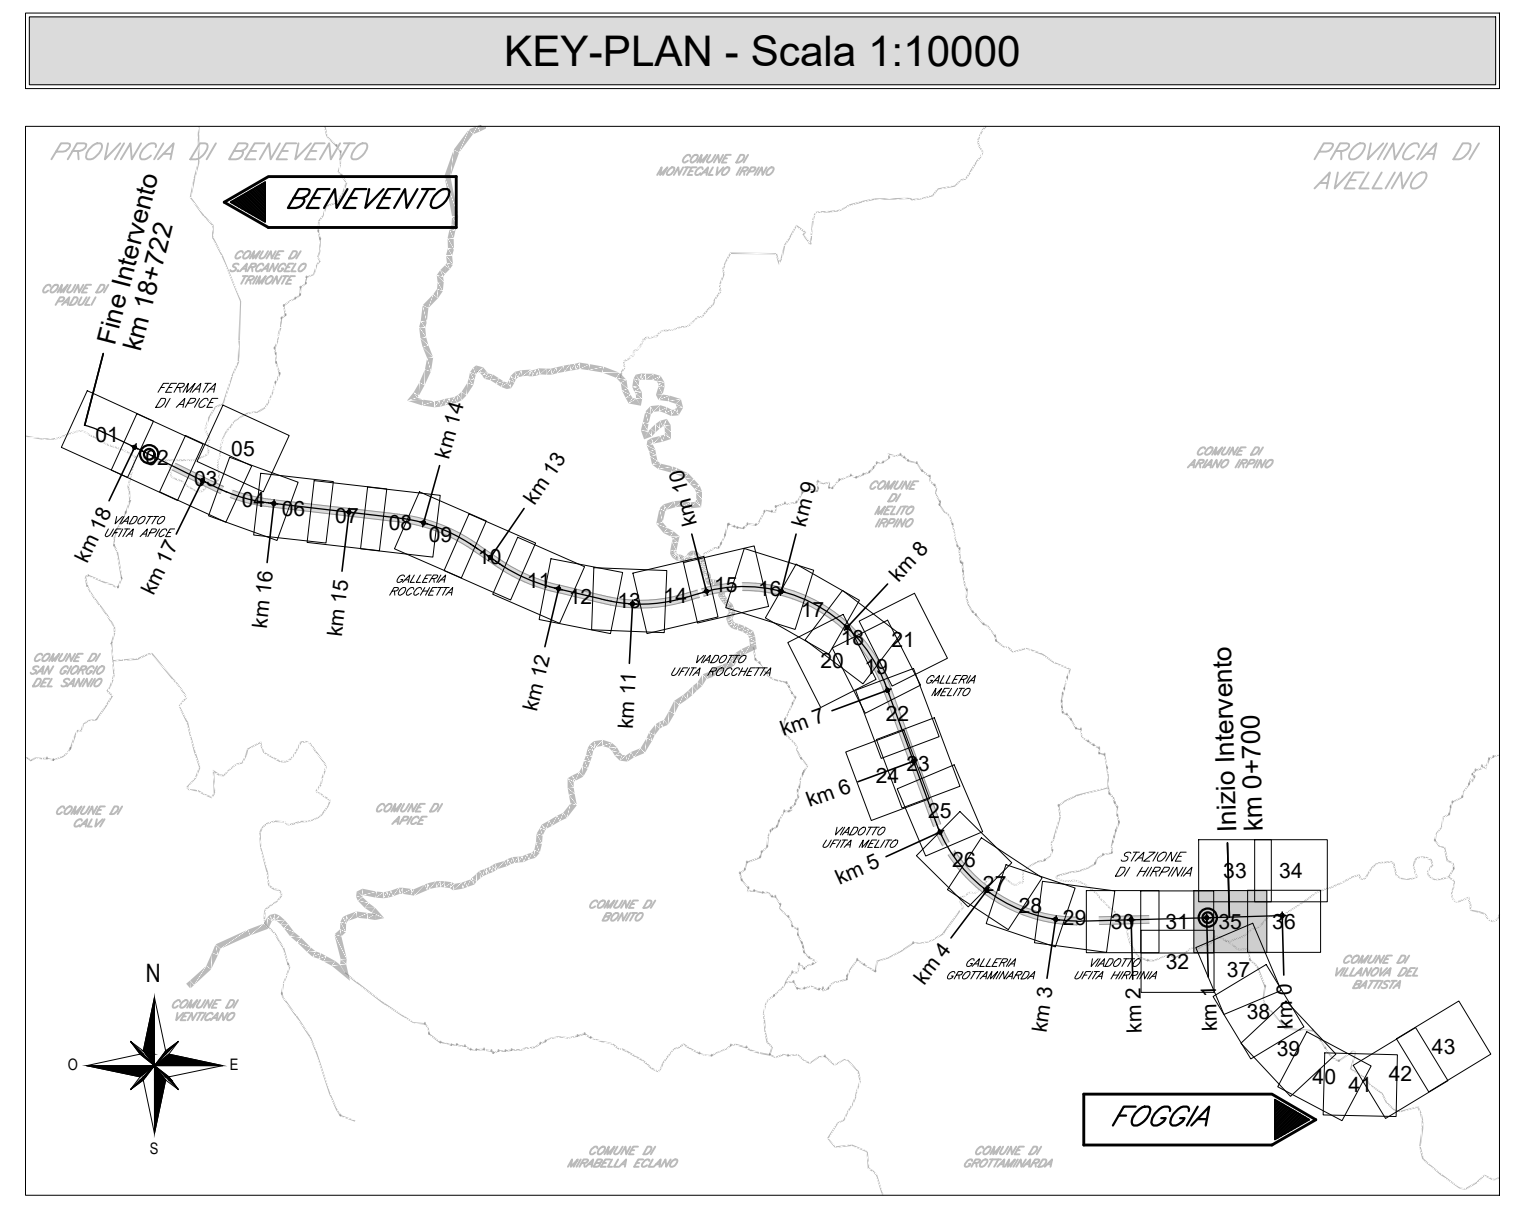 KEY-PLAN - Scala 1:10000
PROVINCIA DI BENEVENTO
PROVINCIA DI
AVELLINO
COMUNE DI
MONTECALVO IRPINO
BENEVENTO
Fine Intervento
km 18+722
COMUNE DI
S.ARCANGELO
TRIMONTE
COMUNE DI
PADULI
FERMATA
DI APICE
COMUNE DI
ARIANO IRPINO
COMUNE
DI
MELITO
IRPINO
01
02
03
04
05
06
07
08
09
10
11
12
13
14
15
16
17
18
19
20
21
22
23
24
25
26
27
28
29
30
31
32
33
34
35
36
37
38
39
40
41
42
43
km 18
km 17
km 16
km 15
km 14
km 13
km 12
km 11
km 10
km 9
km 8
km 7
km 6
km 5
km 4
km 3
km 2
km 1
km 0
VIADOTTO
UFITA APICE
GALLERIA
ROCCHETTA
VIADOTTO
UFITA ROCCHETTA
GALLERIA
MELITO
Inizio Intervento
km 0+700
VIADOTTO
UFITA MELITO
STAZIONE
DI HIRPINIA
GALLERIA
GROTTAMINARDA
VIADOTTO
UFITA HIRPINIA
COMUNE DI
SAN GIORGIO
DEL SANNIO
COMUNE DI
CALVI
COMUNE DI
APICE
COMUNE DI
BONITO
COMUNE DI
VILLANOVA DEL
BATTISTA
COMUNE DI
VENTICANO
N
O
E
S
FOGGIA
COMUNE DI
MIRABELLA ECLANO
COMUNE DI
GROTTAMINARDA